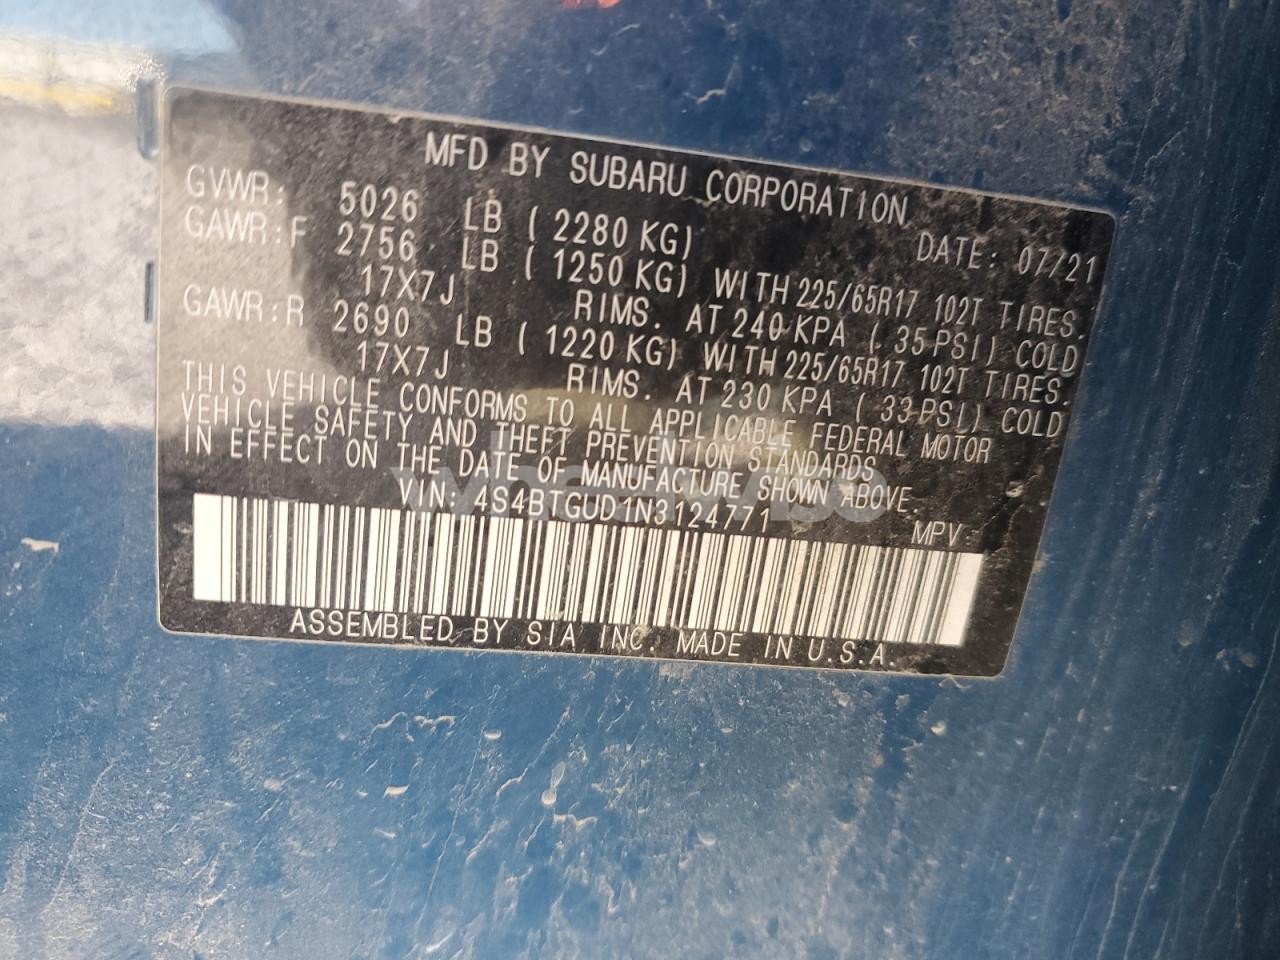 MFD BY SUBARU CORPORATION
DATE: 07/21
GVWR: 5026 LB ( 2280 KG)
GAWR:F 2756 LB ( 1250 KG) WITH 225/65R17 102T TIRES.
17X7J RIMS. AT 240 KPA ( 35 PSI) COLD
GAWR:R 2690 LB ( 1220 KG) WITH 225/65R17 102T TIRES.
17X7J RIMS. AT 230 KPA ( 33 PSI) COLD
THIS VEHICLE CONFORMS TO ALL APPLICABLE FEDERAL MOTOR
VEHICLE SAFETY AND THEFT PREVENTION STANDARDS
IN EFFECT ON THE DATE OF MANUFACTURE SHOWN ABOVE.
VIN: 4S4BTGUD1N3124771 MPV
ASSEMBLED BY SIA INC. MADE IN U.S.A.